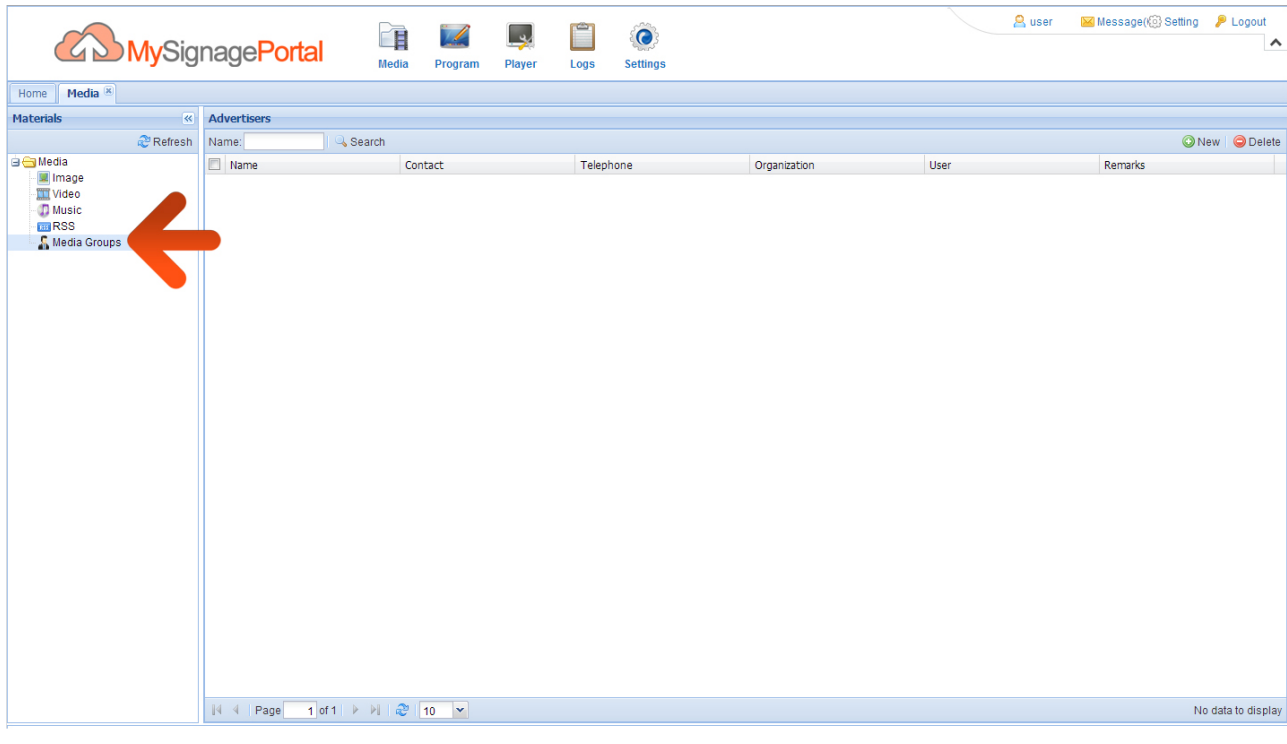 user Message(0) Setting Logout
MySignagePortal
Media Program Player Logs Settings
Home Media
Materials
Advertisers
Refresh
Name: Search New Delete
Media
Name Contact Telephone Organization User Remarks
Image
Video
Music
RSS
Media Groups
Page 1 of 1 10 No data to display